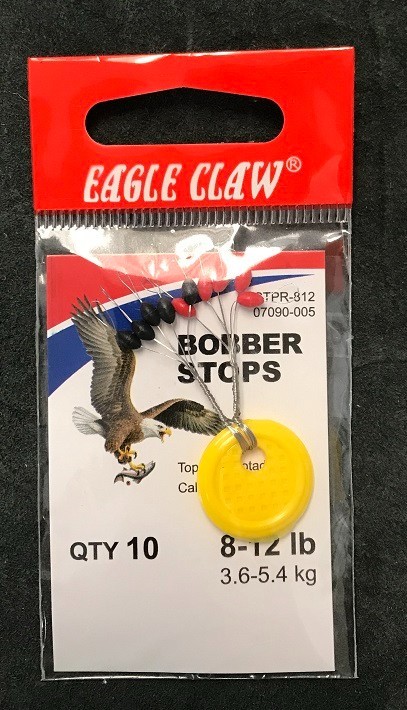 EAGLE CLAW®
07090-005
BOBBER
STOPS
QTY 10
8-12 lb
3.6-5.4 kg